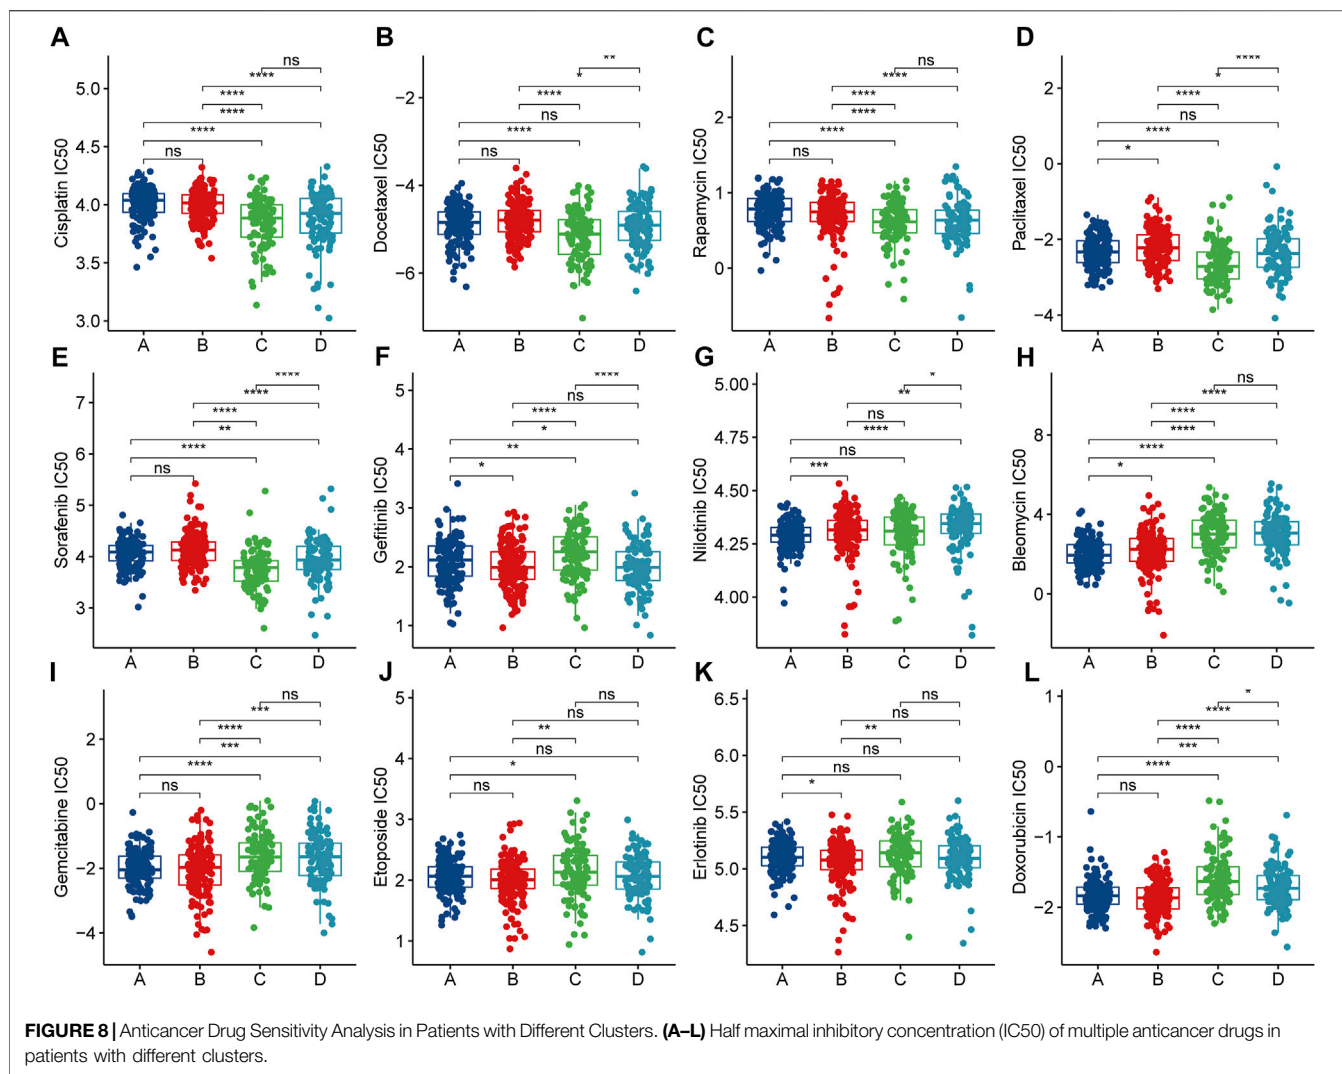 A
B
C
D
Cisplatin IC50
5.0
4.5
4.0
3.5
3.0
ns
****
****
****
****
ns
A B C D
Docetaxel IC50
−2
−4
−6
**
*
****
ns
****
ns
A B C D
Rapamycin IC50
2
1
0
ns
****
****
****
****
ns
A B C D
Paclitaxel IC50
2
0
−2
−4
****
*
****
ns
****
*
A B C D
E
F
G
H
Sorafenib IC50
7
6
5
4
3
****
****
****
**
****
ns
A B C D
Gefitinib IC50
5
4
3
2
1
****
ns
****
*
**
*
A B C D
Nilotinib IC50
5.00
4.75
4.50
4.25
4.00
*
**
ns
****
ns
***
A B C D
Bleomycin IC50
8
4
0
ns
****
****
****
****
*
A B C D
I
J
K
L
Gemcitabine IC50
2
0
−2
−4
ns
***
****
***
****
ns
A B C D
Etoposide IC50
5
4
3
2
1
ns
ns
**
ns
*
ns
A B C D
Erlotinib IC50
6.5
6.0
5.5
5.0
4.5
ns
ns
**
ns
ns
*
A B C D
Doxorubicin IC50
1
0
−1
−2
*
****
****
***
****
ns
A B C D
FIGURE 8 | Anticancer Drug Sensitivity Analysis in Patients with Different Clusters. (A–L) Half maximal inhibitory concentration (IC50) of multiple anticancer drugs in
patients with different clusters.